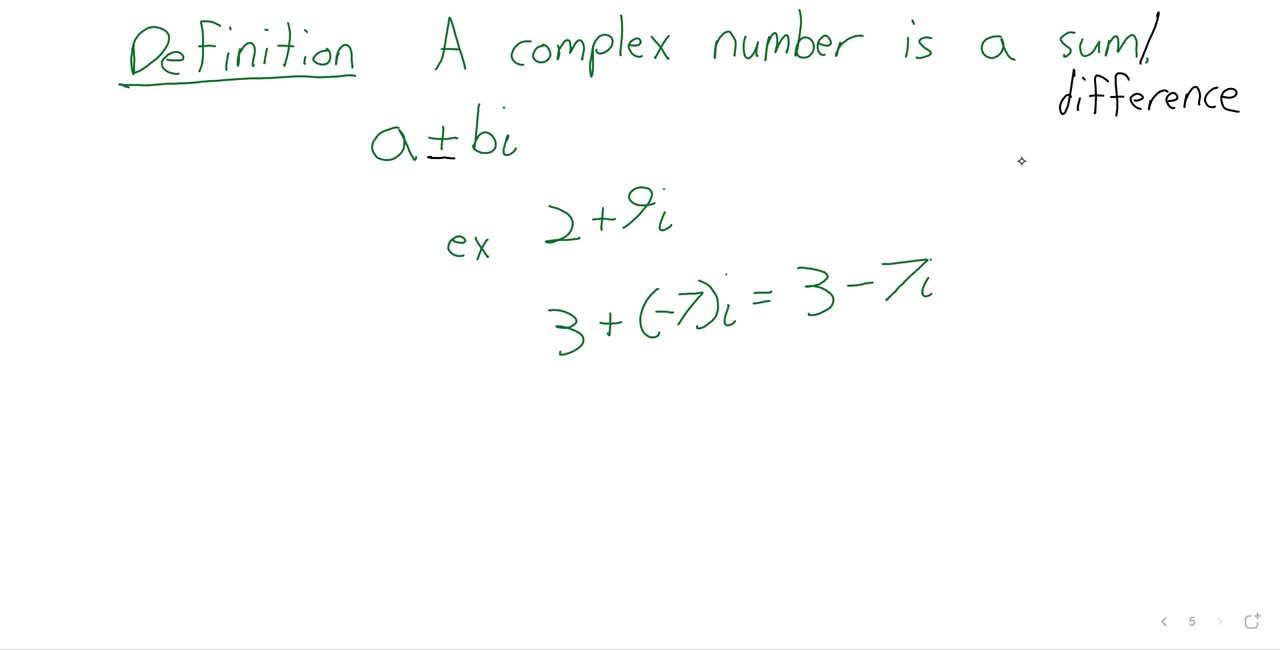 Definition A complex number is a sum/
difference
a ± bi
ex 2 + 9i
3 + (-7)i = 3 - 7i
5